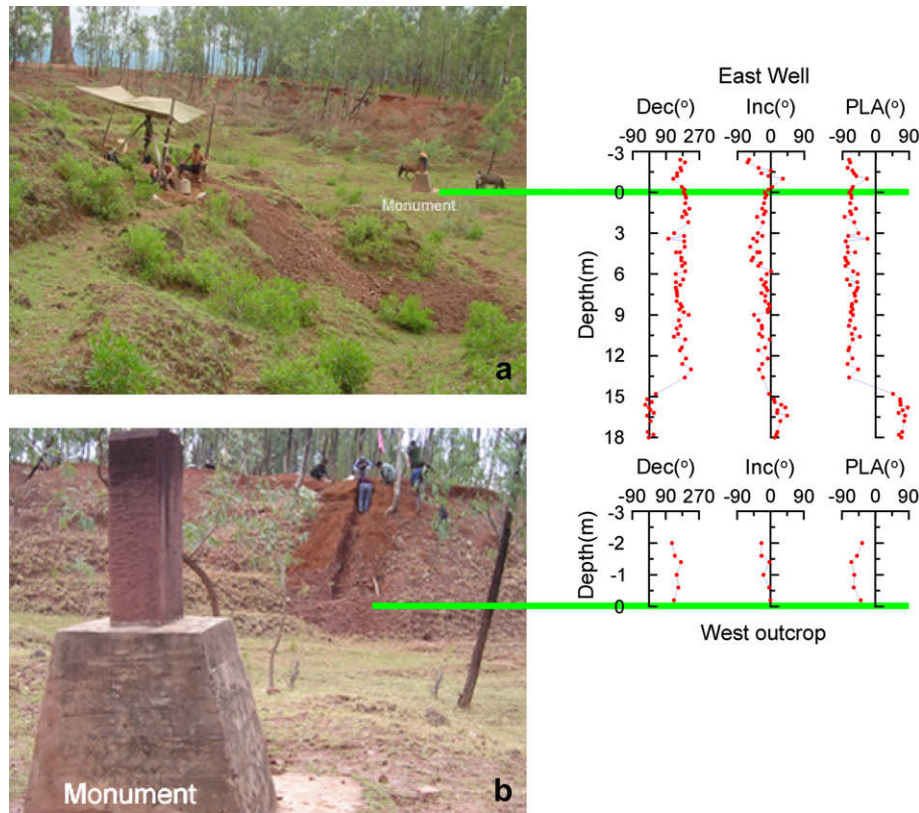 Monument
a
East Well
Dec(°) Inc(°) PLA(°)
-90 90 270 -90 0 90 -90 0 90
-3
0
3
6
9
12
15
18
Depth(m)
Monument
b
Dec(°) Inc(°) PLA(°)
-90 90 270 -90 0 90 -90 0 90
-3
-2
-1
0
Depth(m)
West outcrop